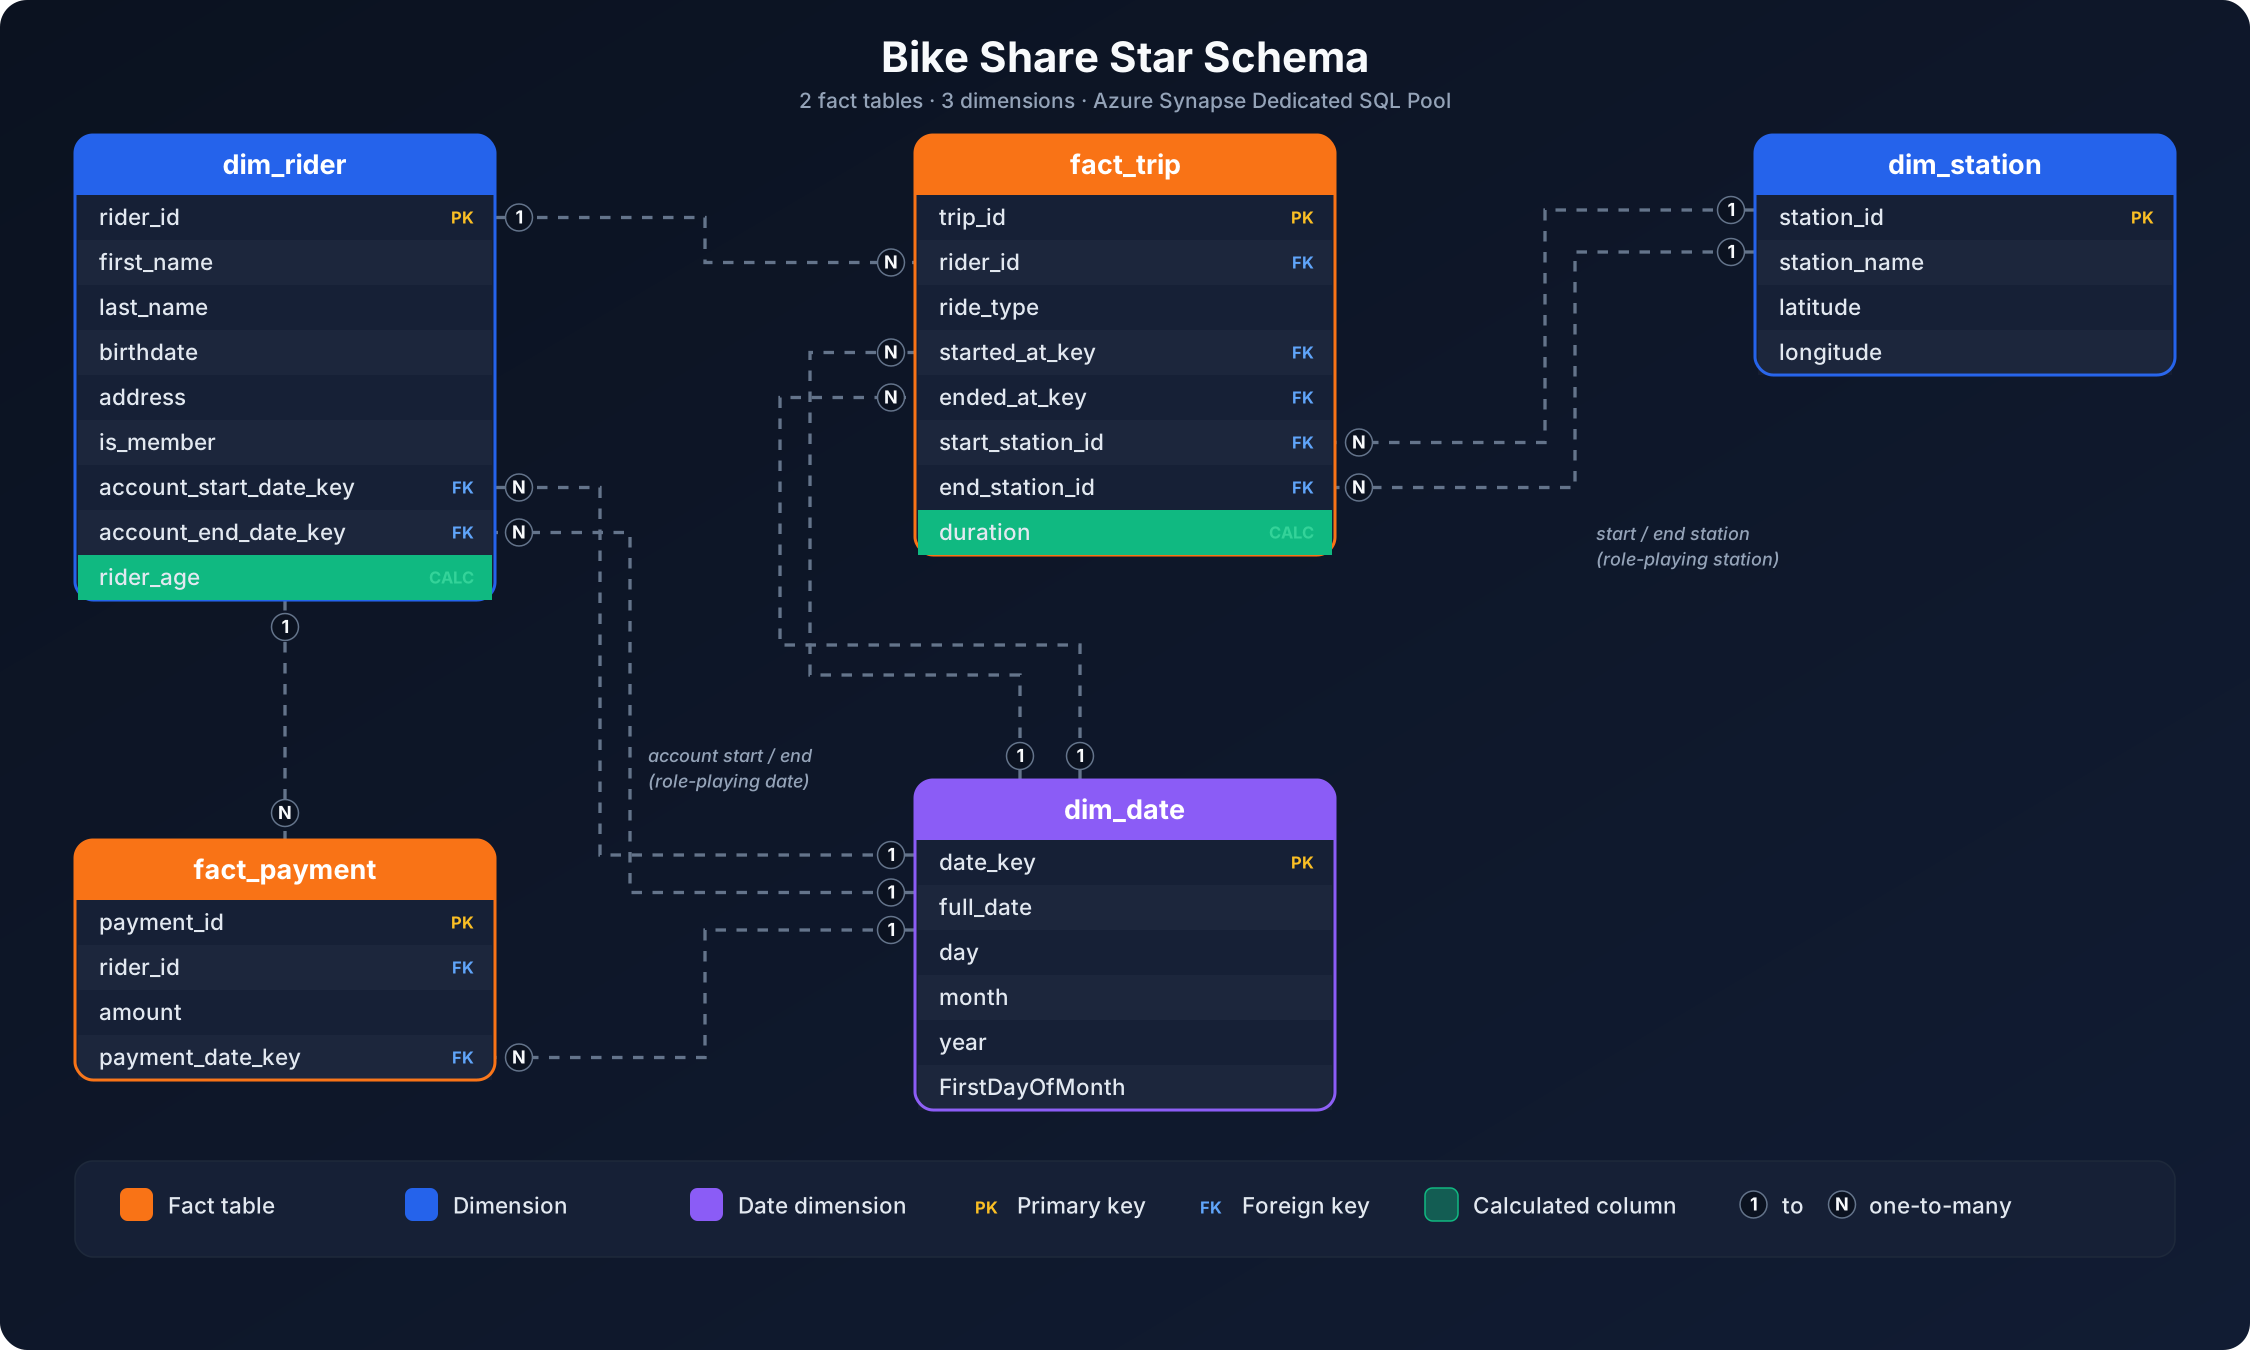 Bike Share Star Schema
2 fact tables · 3 dimensions · Azure Synapse Dedicated SQL Pool
dim_rider
rider_id PK
first_name
last_name
birthdate
address
is_member
account_start_date_key FK
account_end_date_key FK
rider_age CALC
1
N
N
1
N
fact_trip
trip_id PK
rider_id FK
ride_type
started_at_key FK
ended_at_key FK
start_station_id FK
end_station_id FK
duration CALC
N
N
N
N
N
dim_station
station_id PK
station_name
latitude
longitude
1
1
start / end station
(role-playing station)
account start / end
(role-playing date)
fact_payment
payment_id PK
rider_id FK
amount
payment_date_key FK
N
1
1
dim_date
date_key PK
full_date
day
month
year
FirstDayOfMonth
1
1
1
Fact table
Dimension
Date dimension
PK Primary key
FK Foreign key
Calculated column
1 to N one-to-many